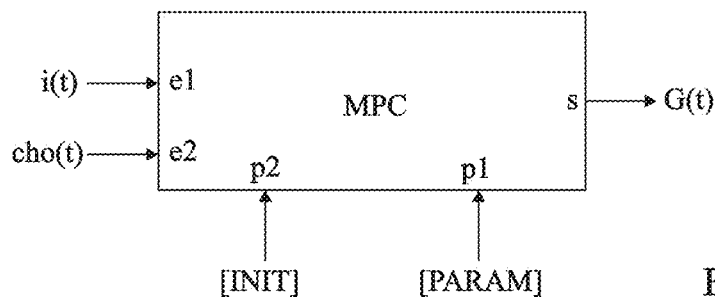 i(t) e1 MPC s G(t)
cho(t) e2
p2 p1
[INIT] [PARAM]